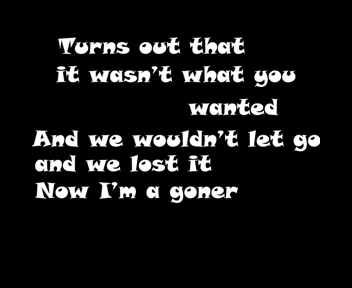 Turns out that
it wasn't what you
wanted
And we wouldn't let go
and we lost it
Now I'm a goner